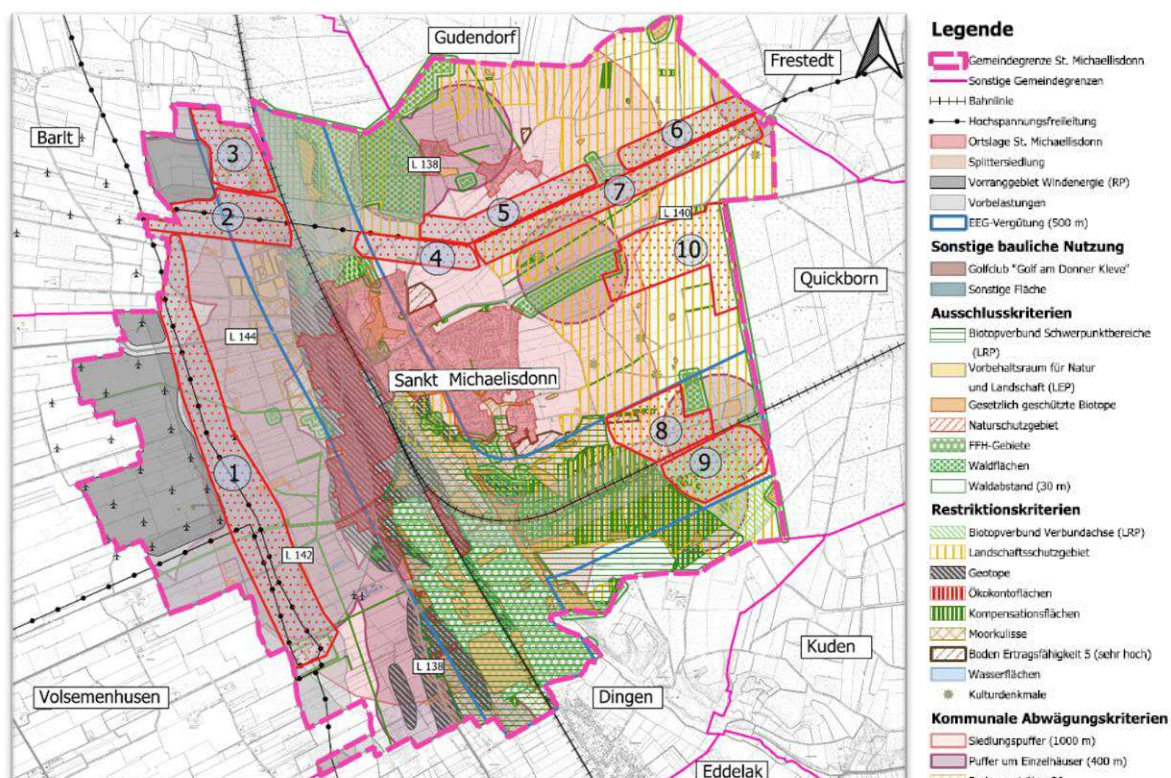 Gudendorf
Frestedt
Barlt
L 138
3
6
2
5
7
4
L 140
10
Quickborn
L 144
Sankt Michaelisdonn
8
9
1
L 142
L 138
Kuden
Volsemenhusen
Dingen
Eddelak
Legende
Gemeindegrenze St. Michaellisdonn
Sonstige Gemeindegrenzen
Bahnlinie
Hochspannungsfreileitung
Ortslage St. Michaellisdonn
Splittersiedlung
Vorranggebiet Windenergie (RP)
Vorbelastungen
EEG-Vergütung (500 m)
Sonstige bauliche Nutzung
Golfclub "Golf am Donner Kleve"
Sonstige Fläche
Ausschlusskriterien
Biotopverbund Schwerpunktbereiche
(LRP)
Vorbehaltsraum für Natur
und Landschaft (LEP)
Gesetzlich geschützte Biotope
Naturschutzgebiet
FFH-Gebiete
Waldflächen
Waldabstand (30 m)
Restriktionskriterien
Biotopverbund Verbundachse (LRP)
Landschaftsschutzgebiet
Geotope
Ökokontoflächen
Kompensationsflächen
Moorkulisse
Boden Ertragsfähigkeit 5 (sehr hoch)
Wasserflächen
Kulturdenkmale
Kommunale Abwägungskriterien
Siedlungspuffer (1000 m)
Puffer um Einzelhäuser (400 m)